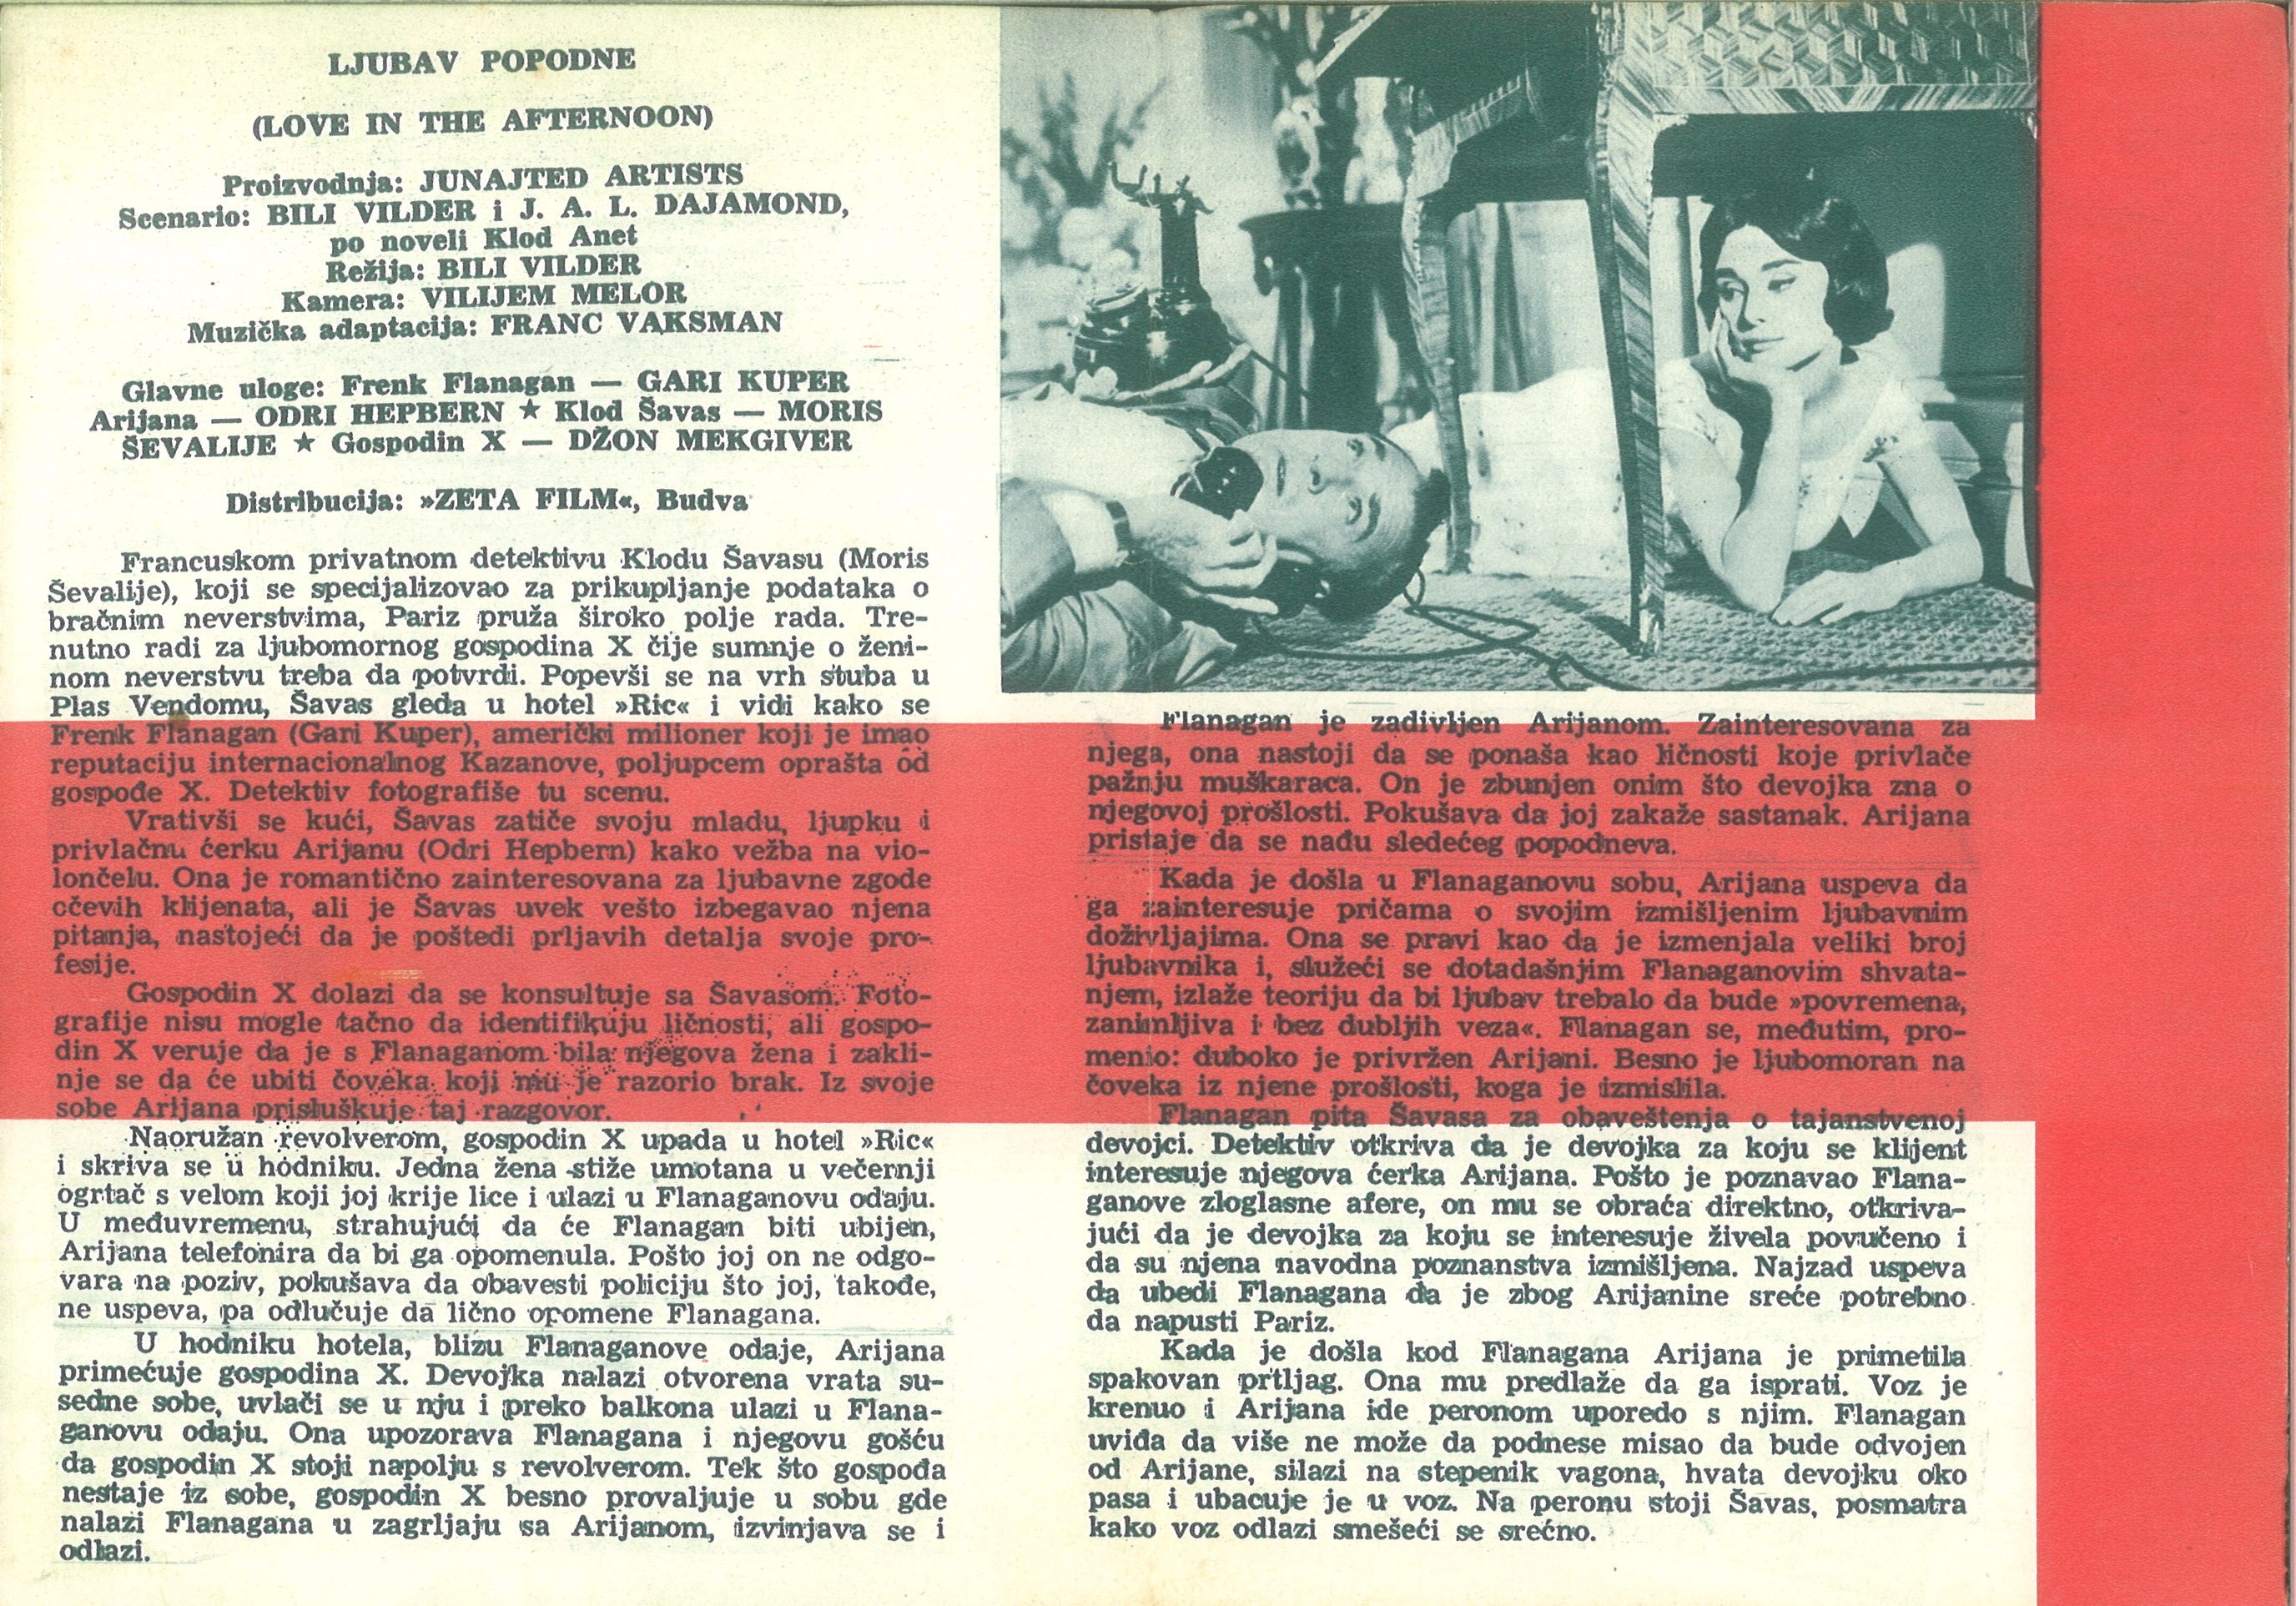 LJUBAV POPODNE
(LOVE IN THE AFTERNOON)
Proizvodnja: JUNAJTED ARTISTS
Scenario: BILI VILDER i J. A. L. DAJAMOND,
po noveli Klod Anet
Režija: BILI VILDER
Kamera: VILIJEM MELOR
Muzička adaptacija: FRANC VAKSMAN
Glavne uloge: Frenk Flanagan — GARI KUPER
Arijana — ODRI HEPBERN ★ Klod Šavas — MORIS
ŠEVALIJE ★ Gospodin X — DŽON MEKGIVER
Distribucija: »ZETA FILM«, Budva
Francuskom privatnom detektivu Klodu Šavasu (Moris
Ševalije), koji se specijalizovao za prikupljanje podataka o
bračnim neverstvima, Pariz pruža široko polje rada. Tre-
nutno radi za ljubomornog gospodina X čije sumnje o ženi-
nom neverstvu treba da potvrdi. Popevši se na vrh stuba u
Plas Vendomu, Šavas gleda u hotel »Ric« i vidi kako se
Frenk Flanagan (Gari Kuper), američki milioner koji je imao
reputaciju internacionalnog Kazanove, poljupcem oprašta od
gospođe X. Detektiv fotografiše tu scenu.
Vrativši se kući, Šavas zatiče svoju mladu, ljupku i
privlačnu ćerku Arijanu (Odri Hepbern) kako vežba na vio-
lončelu. Ona je romantično zainteresovana za ljubavne zgode
očevih klijenata, ali je Šavas uvek vešto izbegavao njena
pitanja, nastojeći da je poštedi prljavih detalja svoje pro-
fesije.
Gospodin X dolazi da se konsultuje sa Šavasom. Foto-
grafije nisu mogle tačno da identifikuju ličnosti, ali gospo-
din X veruje da je s Flanaganom bila njegova žena i zakli-
nje se da će ubiti čoveka koji mu je razorio brak. Iz svoje
sobe Arijana prisluškuje taj razgovor.
Naoružan revolverom, gospodin X upada u hotel »Ric«
i skriva se u hodniku. Jedna žena stiže umotana u večernji
ogrtač s velom koji joj krije lice i ulazi u Flanaganovu odaju.
U međuvremenu, strahujući da će Flanagan biti ubijen,
Arijana telefonira da bi ga opomenula. Pošto joj on ne odgo-
vara na poziv, pokušava da obavesti policiju što joj, takođe,
ne uspeva, pa odlučuje da lično opomene Flanagana.
U hodniku hotela, blizu Flanaganove odaje, Arijana
primećuje gospodina X. Devojka nalazi otvorena vrata su-
sedne sobe, uvlači se u nju i preko balkona ulazi u Flana-
ganovu odaju. Ona upozorava Flanagana i njegovu gošću
da gospodin X stoji napolju s revolverom. Tek što gospođa
nestaje iz sobe, gospodin X besno provaljuje u sobu gde
nalazi Flanagana u zagrljaju sa Arijanom, izvinjava se i
odlazi.
Flanagan je zadivljen Arijanom. Zainteresovana za
njega, ona nastoji da se ponaša kao ličnosti koje privlače
pažnju muškaraca. On je zbunjen onim što devojka zna o
njegovoj prošlosti. Pokušava da joj zakaže sastanak. Arijana
pristaje da se nađu sledećeg popodneva.
Kada je došla u Flanaganovu sobu, Arijana uspeva da
ga zainteresuje pričama o svojim izmišljenim ljubavnim
doživljajima. Ona se pravi kao da je izmenjala veliki broj
ljubavnika i, služeći se dotadašnjim Flanaganovim shvata-
njem, izlaže teoriju da bi ljubav trebalo da bude »povremena,
zanimljiva i bez dubljih veza«. Flanagan se, međutim, pro-
menio: duboko je privržen Arijani. Besno je ljubomoran na
čoveka iz njene prošlosti, koga je izmislila.
Flanagan pita Šavasa za obaveštenja o tajanstvenoj
devojci. Detektiv otkriva da je devojka za koju se klijent
interesuje njegova ćerka Arijana. Pošto je poznavao Flana-
ganove zloglasne afere, on mu se obraća direktno, otkriva-
jući da je devojka za koju se interesuje živela povučeno i
da su njena navodna poznanstva izmišljena. Najzad uspeva
da ubedi Flanagana da je zbog Arijanine sreće potrebno
da napusti Pariz.
Kada je došla kod Flanagana Arijana je primetila
spakovan prtljag. Ona mu predlaže da ga isprati. Voz je
krenuo i Arijana ide peronom uporedo s njim. Flanagan
uviđa da više ne može da podnese misao da bude odvojen
od Arijane, silazi na stepenik vagona, hvata devojku oko
pasa i ubacuje je u voz. Na peronu stoji Šavas, posmatra
kako voz odlazi smešeći se srećno.